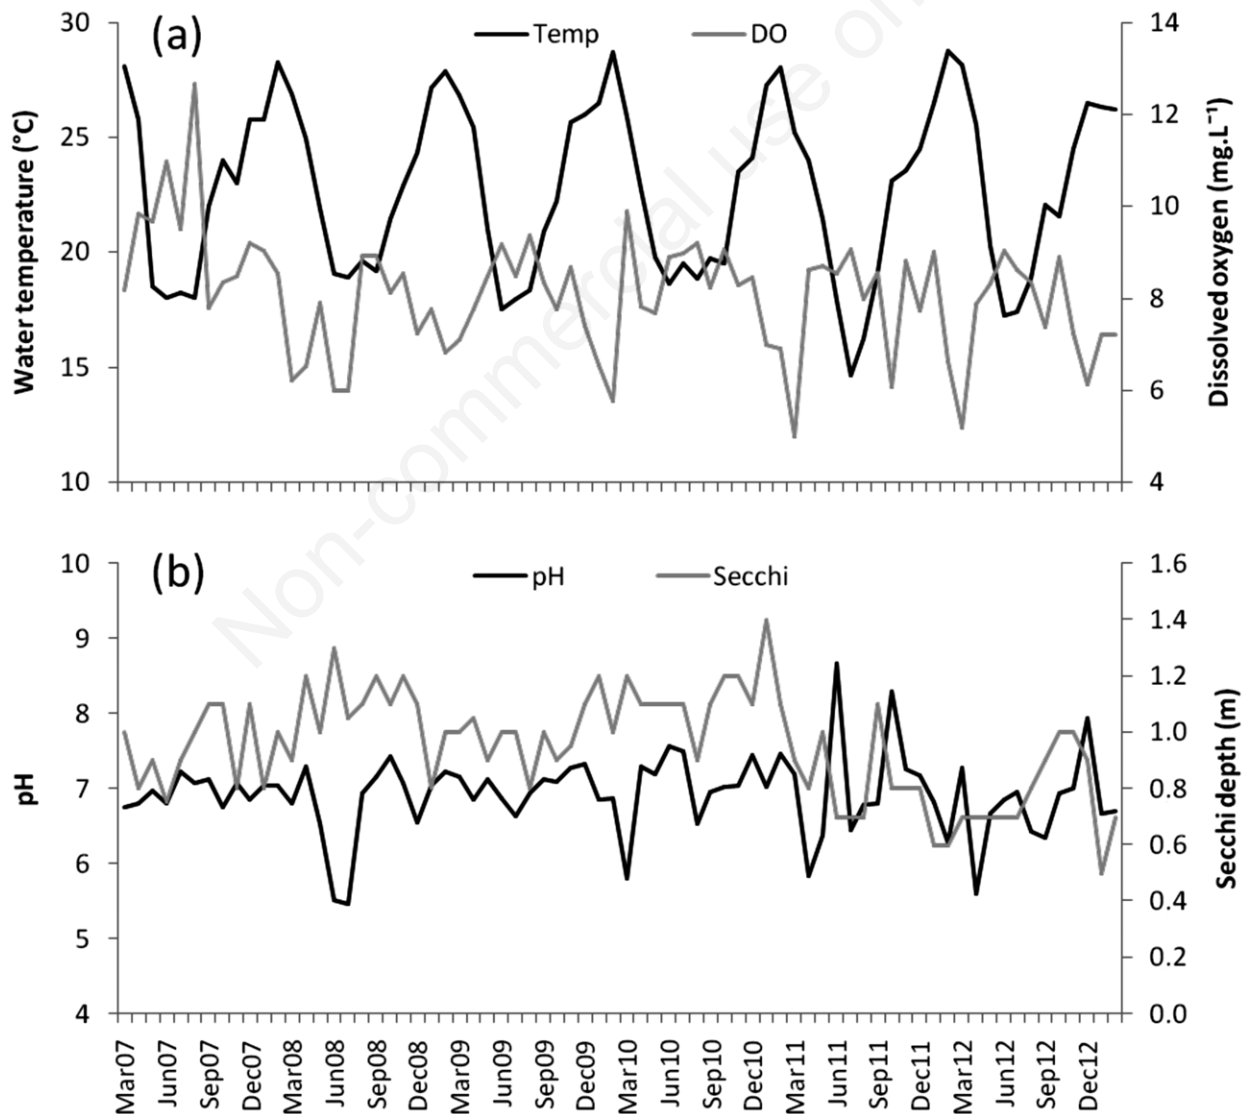 (a)
Temp DO
Water temperature (°C)
30
25
20
15
10
Dissolved oxygen (mg.L⁻¹)
14
12
10
8
6
4
Non-commercial use on
(b)
pH Secchi
pH
10
9
8
7
6
5
4
Secchi depth (m)
1.6
1.4
1.2
1.0
0.8
0.6
0.4
0.2
0.0
Mar07 Jun07 Sep07 Dec07 Mar08 Jun08 Sep08 Dec08 Mar09 Jun09 Sep09 Dec09 Mar10 Jun10 Sep10 Dec10 Mar11 Jun11 Sep11 Dec11 Mar12 Jun12 Sep12 Dec12